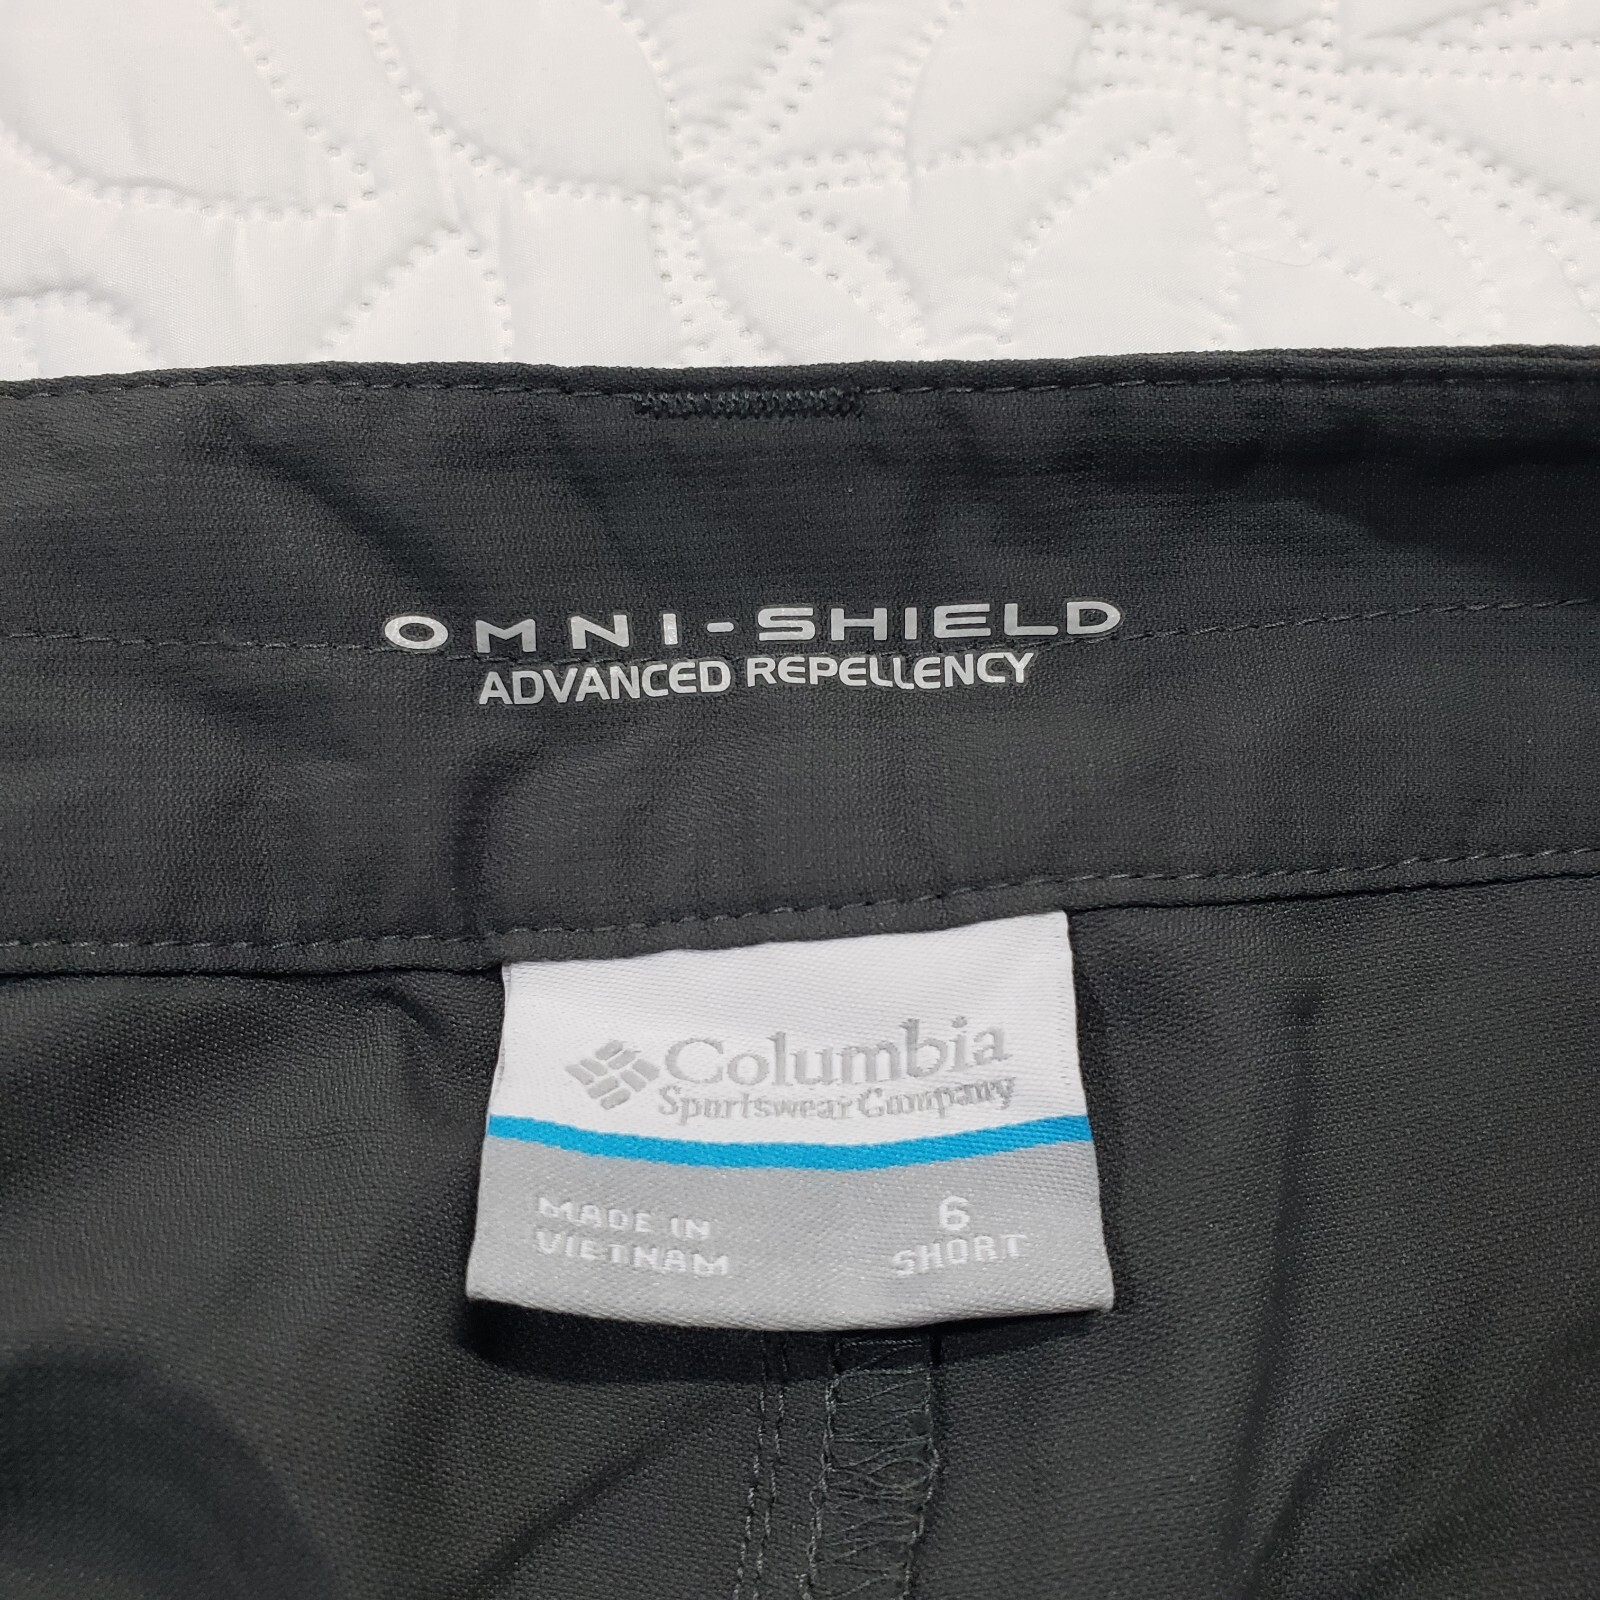 OMNI-SHIELD
ADVANCED REPELLENCY
Columbia
Sportswear Company
MADE IN
VIETNAM
6
SHORT